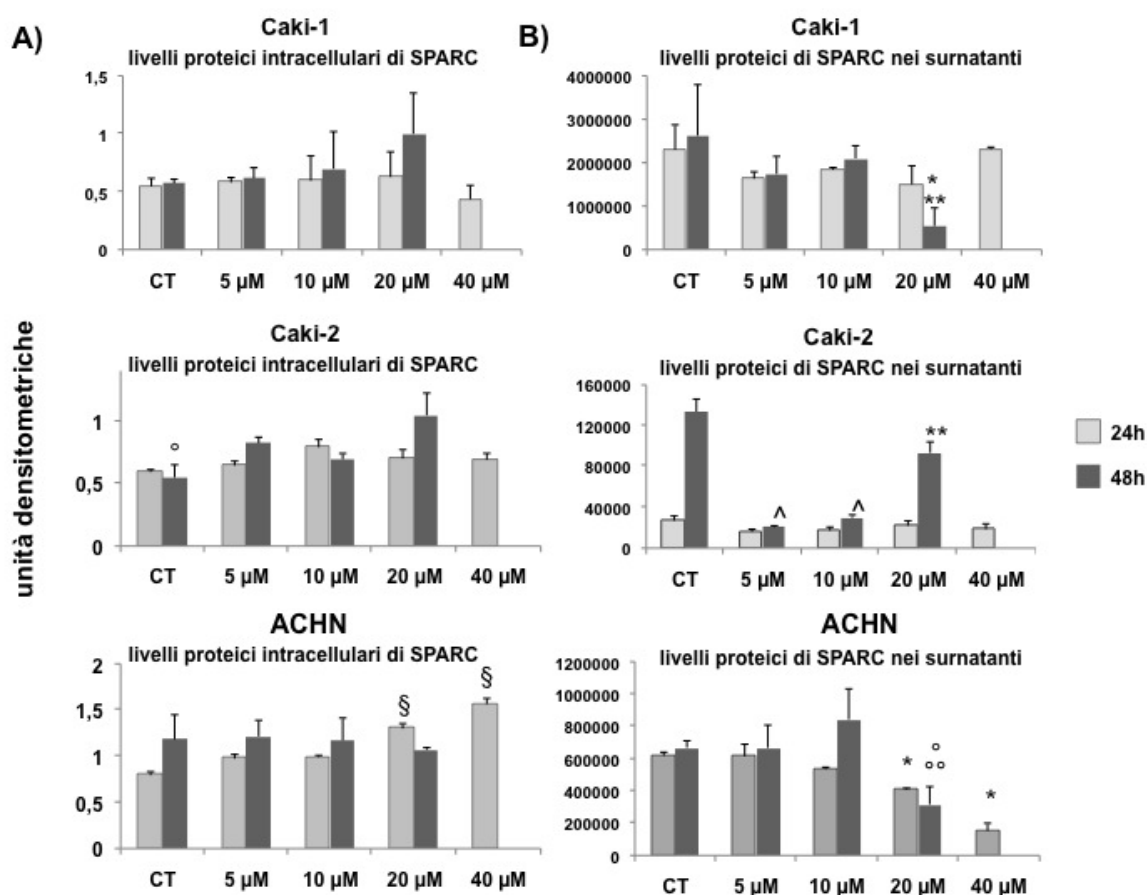 A)
Caki-1
livelli proteici intracellulari di SPARC
1,5
1
0,5
0
CT 5 µM 10 µM 20 µM 40 µM
Caki-2
livelli proteici intracellulari di SPARC
°
1
0,5
0
CT 5 µM 10 µM 20 µM 40 µM
ACHN
livelli proteici intracellulari di SPARC
§ §
2
1,5
1
0,5
0
CT 5 µM 10 µM 20 µM 40 µM
unità densitometriche
B)
Caki-1
livelli proteici di SPARC nei surnatanti
4000000
3000000
2000000
1000000
0
*
**
CT 5 µM 10 µM 20 µM 40 µM
Caki-2
livelli proteici di SPARC nei surnatanti
160000
120000
80000
40000
0
^ ^ **
CT 5 µM 10 µM 20 µM 40 µM
ACHN
livelli proteici di SPARC nei surnatanti
1200000
1000000
800000
600000
400000
200000
0
* ° °° *
CT 5 µM 10 µM 20 µM 40 µM
24h
48h